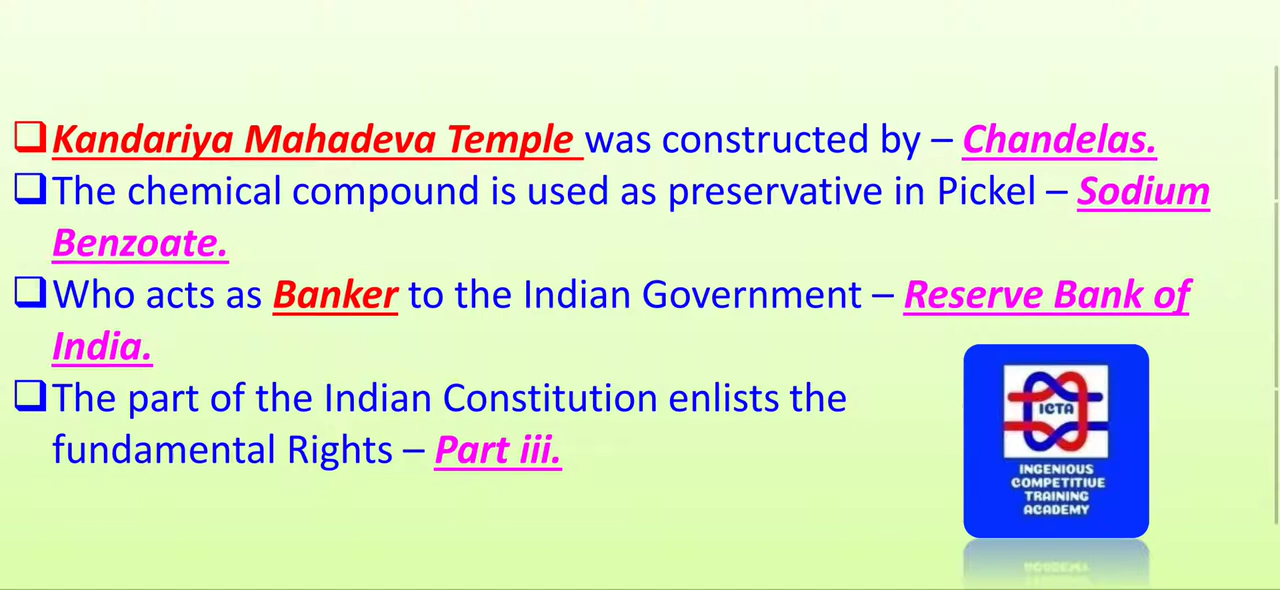 Kandariya Mahadeva Temple was constructed by – Chandelas.
The chemical compound is used as preservative in Pickel – Sodium
Benzoate.
Who acts as Banker to the Indian Government – Reserve Bank of
India.
The part of the Indian Constitution enlists the
fundamental Rights – Part iii.
ICTA
INGENIOUS
COMPETITIVE
TRAINING
ACADEMY